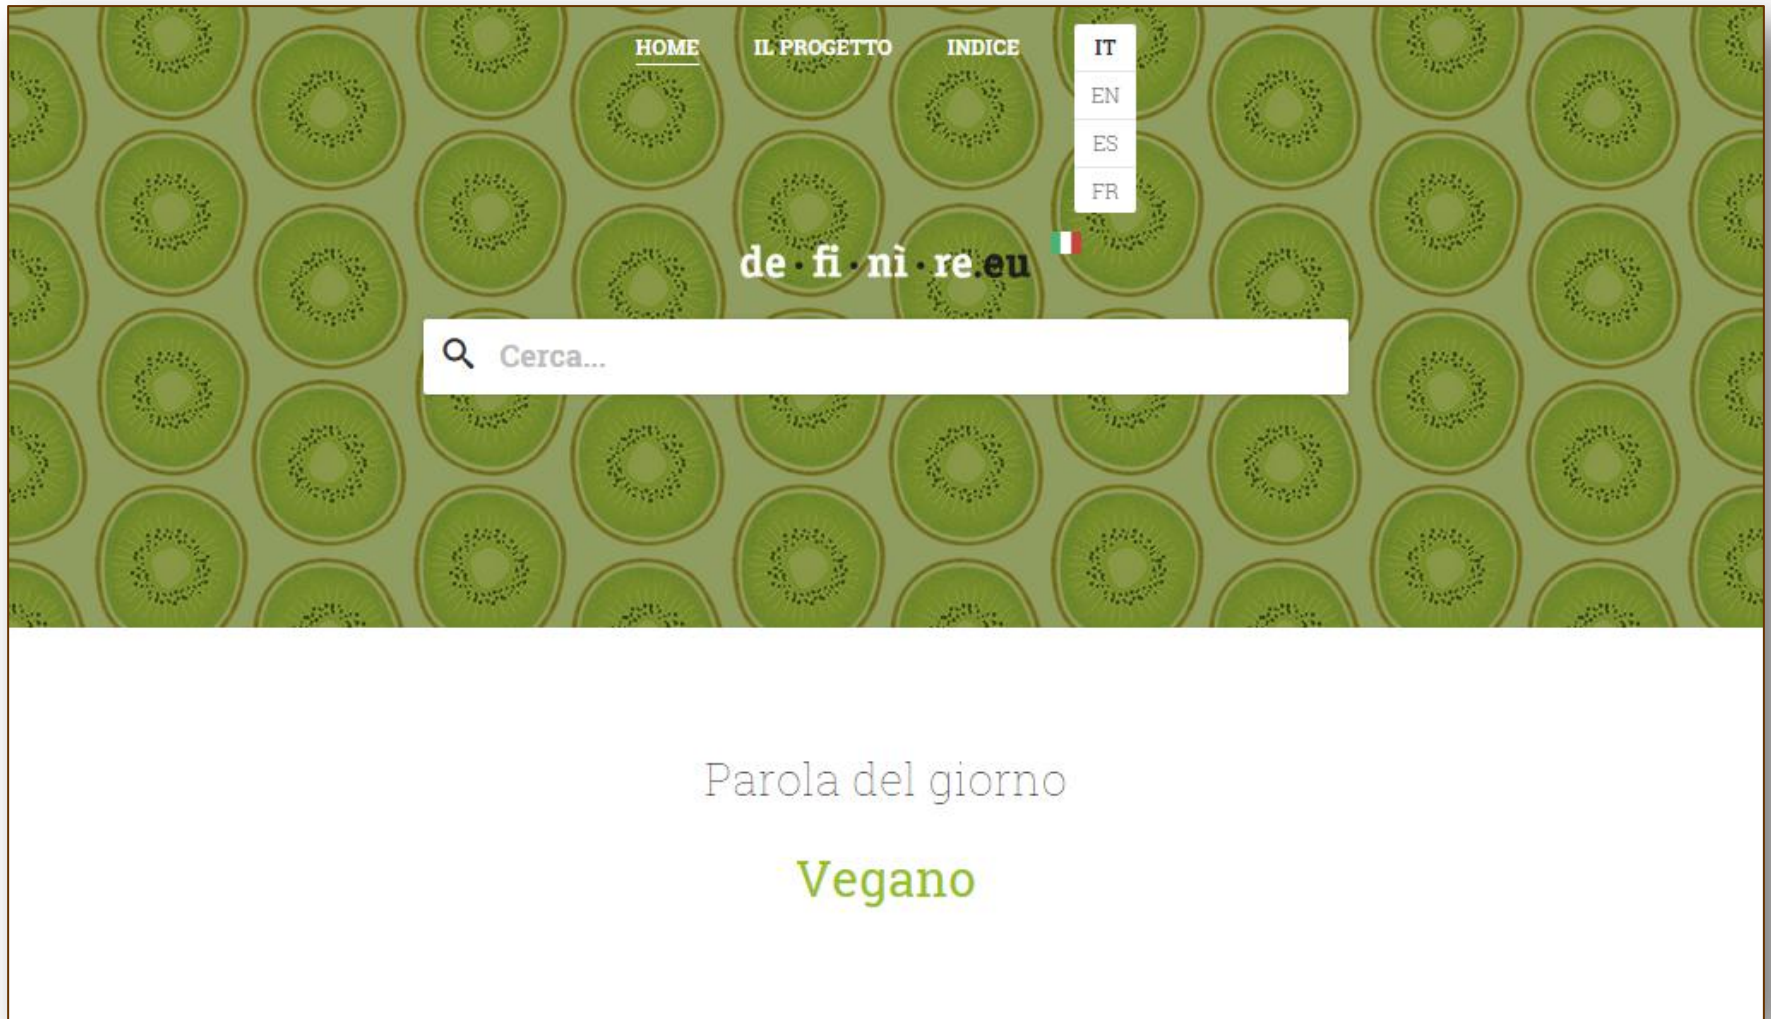 HOME IL PROGETTO INDICE IT
EN
ES
FR
de·fi·nì·re.eu
Cerca...
Parola del giorno
Vegano